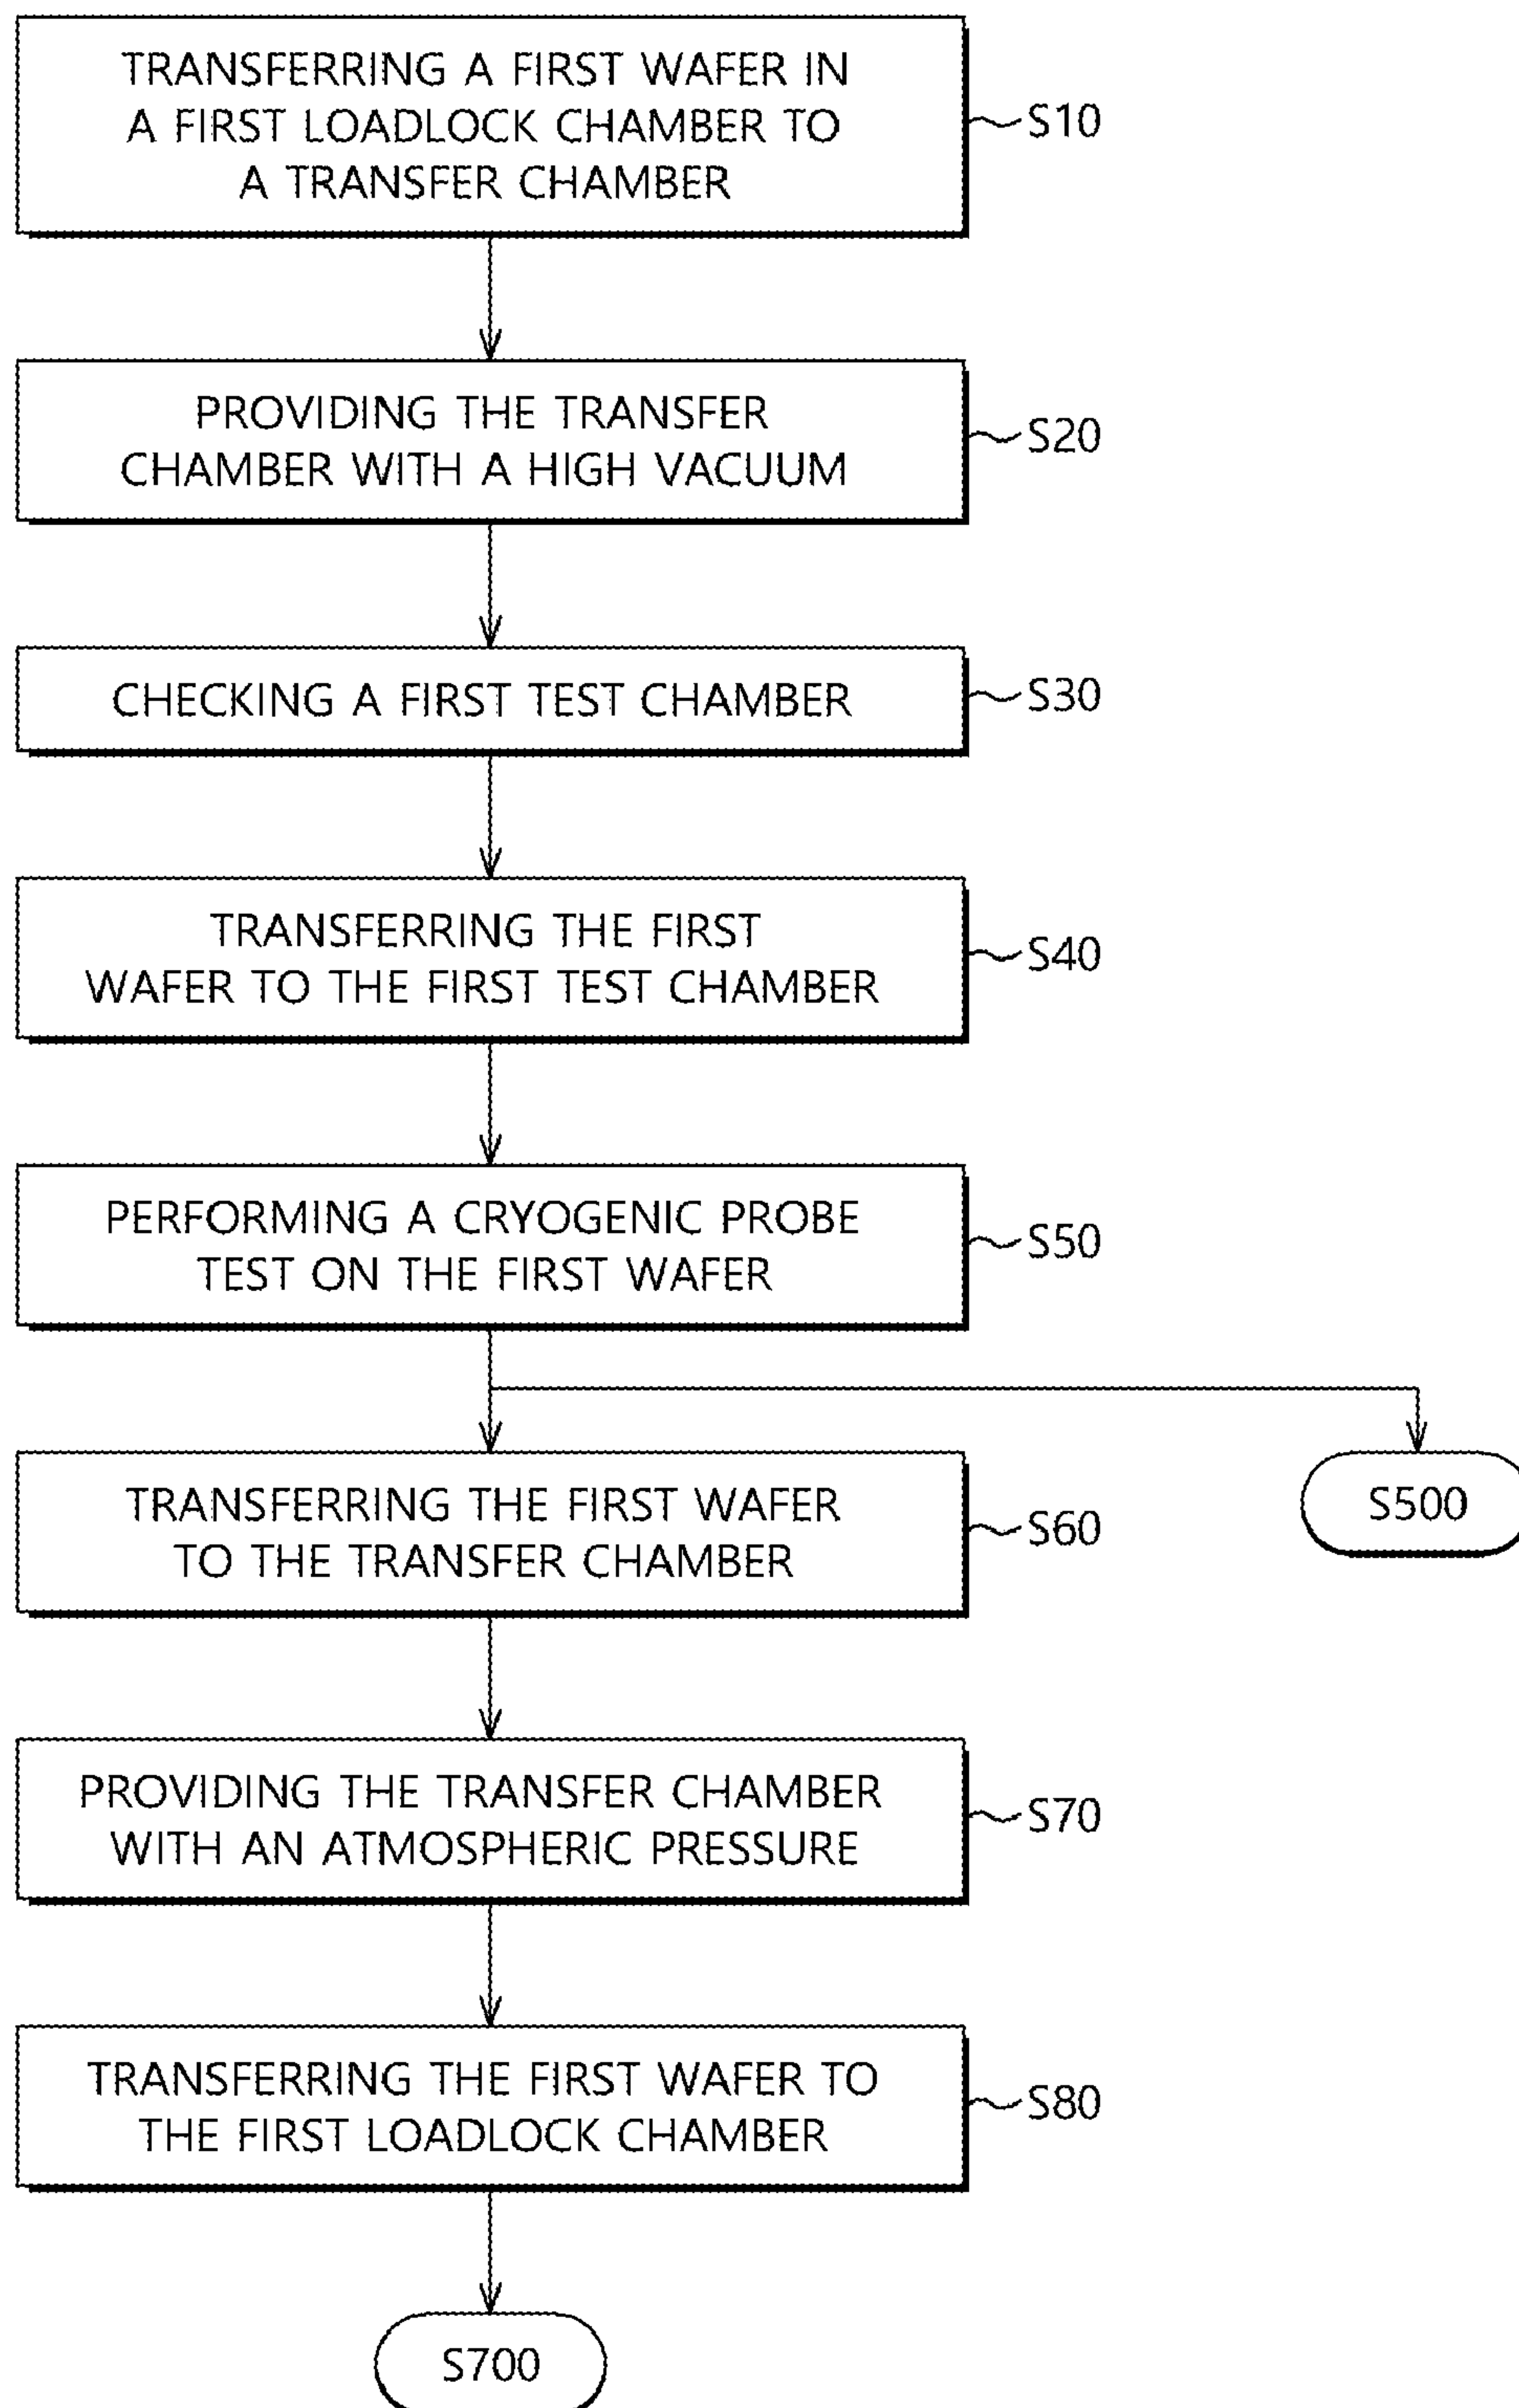 TRANSFERRING A FIRST WAFER IN
A FIRST LOADLOCK CHAMBER TO
A TRANSFER CHAMBER
S10
PROVIDING THE TRANSFER
CHAMBER WITH A HIGH VACUUM
S20
CHECKING A FIRST TEST CHAMBER
S30
TRANSFERRING THE FIRST
WAFER TO THE FIRST TEST CHAMBER
S40
PERFORMING A CRYOGENIC PROBE
TEST ON THE FIRST WAFER
S50
TRANSFERRING THE FIRST WAFER
TO THE TRANSFER CHAMBER
S60
S500
PROVIDING THE TRANSFER CHAMBER
WITH AN ATMOSPHERIC PRESSURE
S70
TRANSFERRING THE FIRST WAFER TO
THE FIRST LOADLOCK CHAMBER
S80
S700